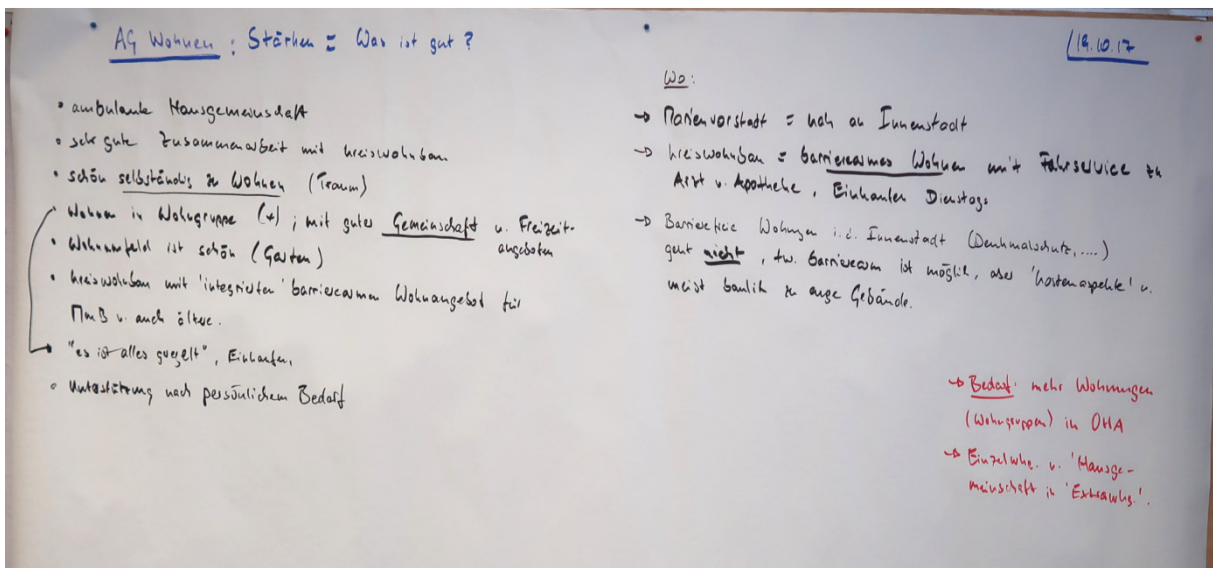 AG Wohnen : Stärken = Was ist gut ?
19.10.17
• ambulante Hausgemeinschaft
• sehr gute Zusammenarbeit mit Kreiswohnbau
• schön selbständig zu Wohnen (Traum)
• Wohnen in Wohngruppe (+) ; mit guter Gemeinschaft u. Freizeit-
angeboten
• Wohnumfeld ist schön (Garten)
• Kreiswohnbau mit 'integrierten' barrierearmen Wohnangebot für
MmB u. auch ältere.
• "es ist alles geregelt", Einkaufen,
• Unterstützung nach persönlichem Bedarf
Wo:
→ Marienvorstadt = nah an Innenstadt
→ Kreiswohnbau = barrierearmes Wohnen mit Fahrservice zu
Arzt u. Apotheke, Einkaufen Dienstags
→ Barrierefreie Wohnungen i.d. Innenstadt (Denkmalschutz,....)
geht nicht, tw. barrierearm ist möglich, aber 'Kostenaspekte' u.
meist baulich zu enge Gebäude.
→ Bedarf: mehr Wohnungen
(Wohngruppen) in OHA
→ Einzelwhg. u. 'Hausge-
meinschaft in 'Extrawhg.'.